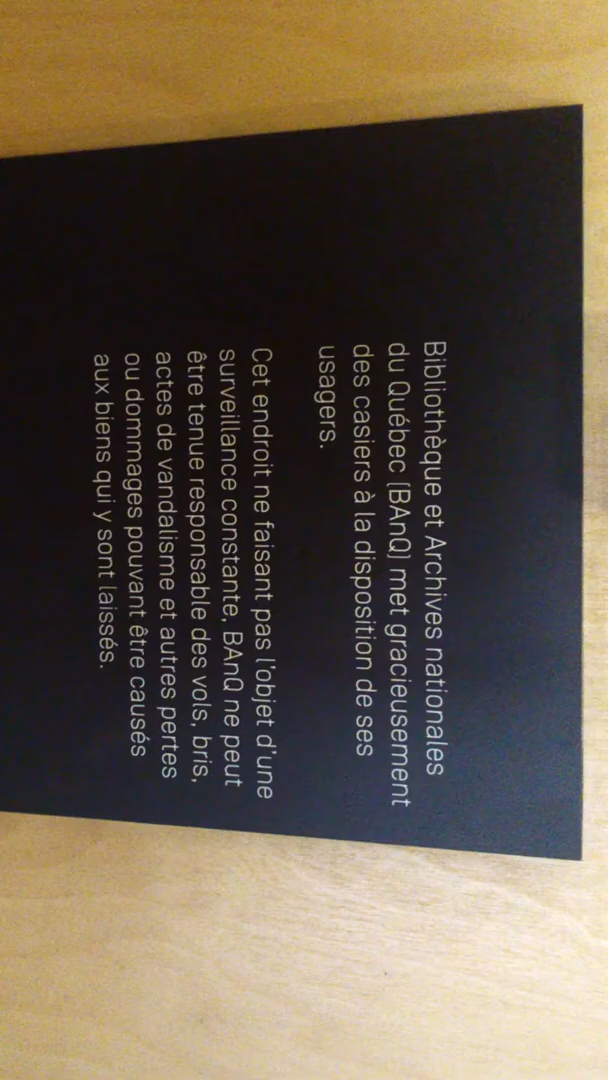 Bibliothèque et Archives nationales
du Québec (BAnQ) met gracieusement
des casiers à la disposition de ses
usagers.
Cet endroit ne faisant pas l'objet d'une
surveillance constante, BAnQ ne peut
être tenue responsable des vols, bris,
actes de vandalisme et autres pertes
ou dommages pouvant être causés
aux biens qui y sont laissés.